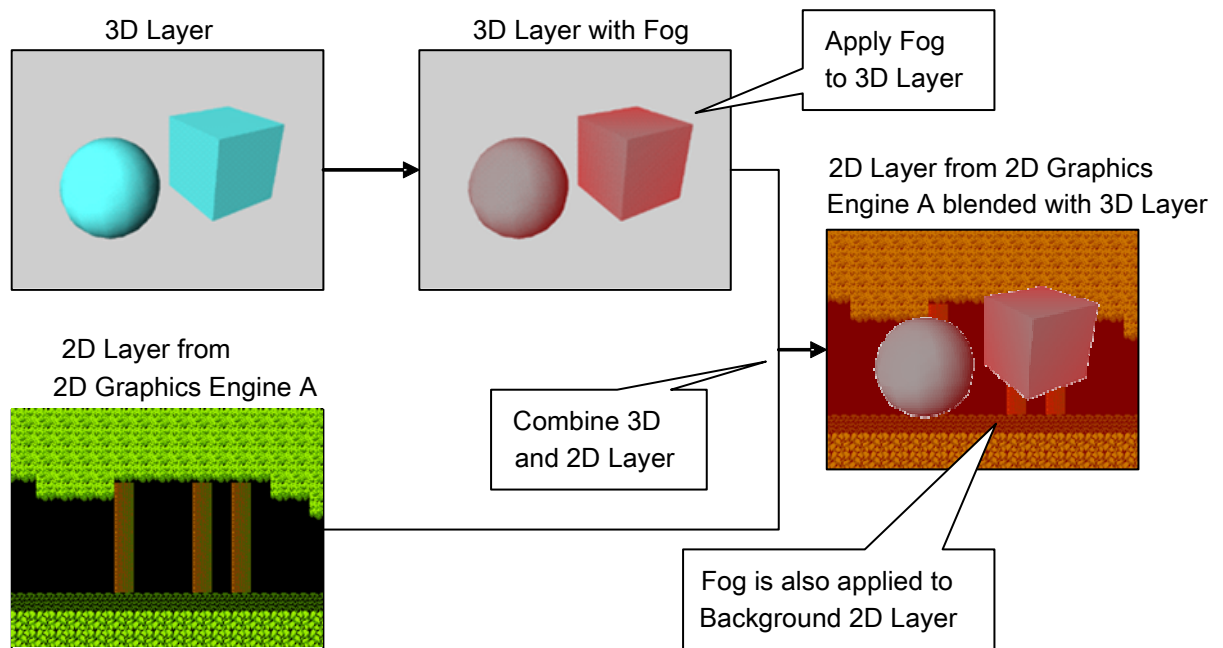 3D Layer
3D Layer with Fog
Apply Fog
to 3D Layer
2D Layer from 2D Graphics
Engine A blended with 3D Layer
2D Layer from
2D Graphics Engine A
Combine 3D
and 2D Layer
Fog is also applied to
Background 2D Layer